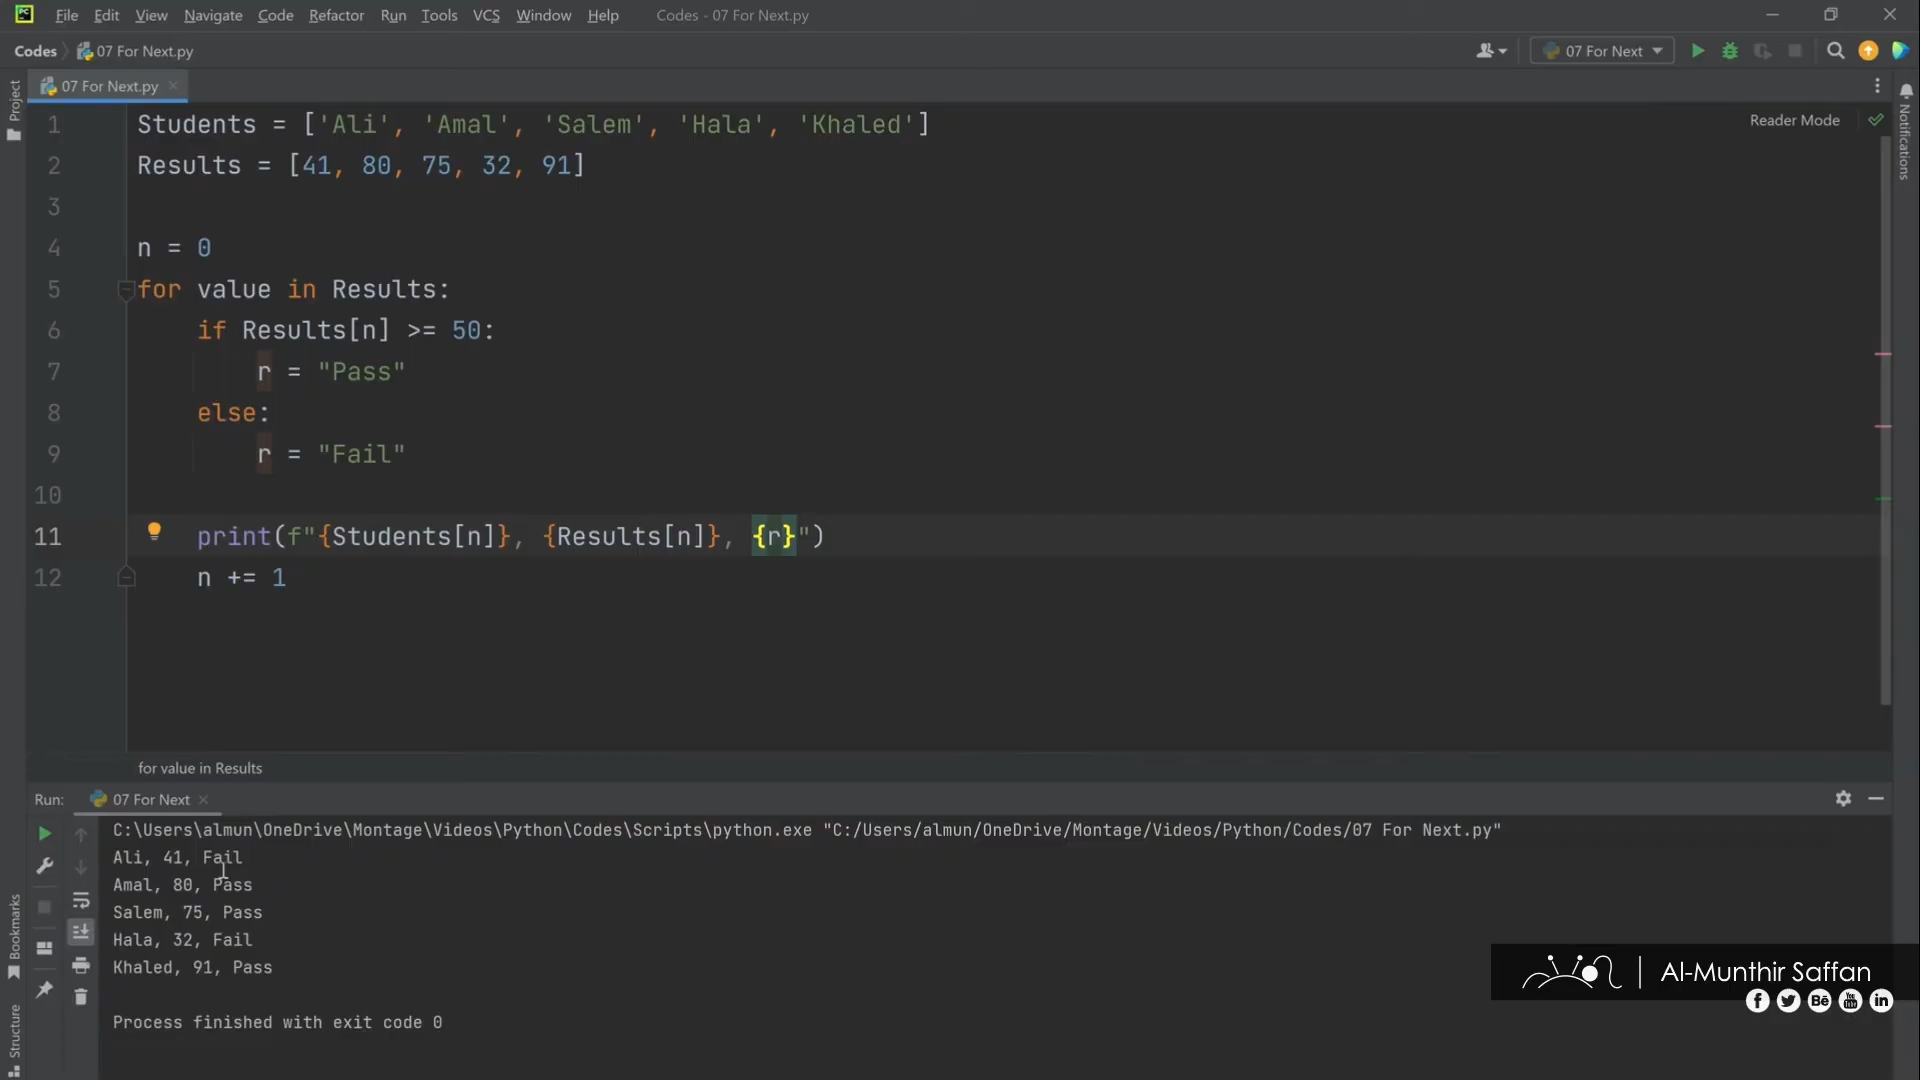 File Edit View Navigate Code Refactor Run Tools VCS Window Help Codes - 07 For Next.py
Codes 07 For Next.py 07 For Next
07 For Next.py
Reader Mode
Project
Notifications
1 Students = ['Ali', 'Amal', 'Salem', 'Hala', 'Khaled']
2 Results = [41, 80, 75, 32, 91]
3
4 n = 0
5 for value in Results:
6     if Results[n] >= 50:
7         r = "Pass"
8     else:
9         r = "Fail"
10
11     print(f"{Students[n]}, {Results[n]}, {r}")
12     n += 1
for value in Results
Run: 07 For Next
C:\Users\almun\OneDrive\Montage\Videos\Python\Codes\Scripts\python.exe "C:/Users/almun/OneDrive/Montage/Videos/Python/Codes/07 For Next.py"
Ali, 41, Fail
Amal, 80, Pass
Salem, 75, Pass
Hala, 32, Fail
Khaled, 91, Pass
Process finished with exit code 0
Bookmarks
Structure
Al-Munthir Saffan